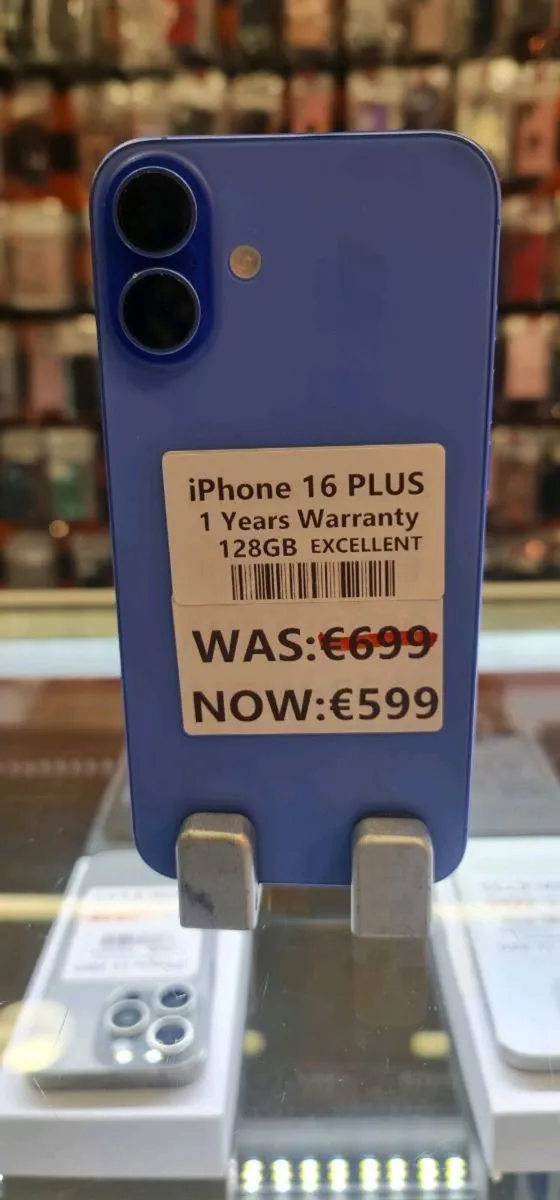 iPhone 16 PLUS
1 Years Warranty
128GB EXCELLENT
WAS:€699
NOW:€599